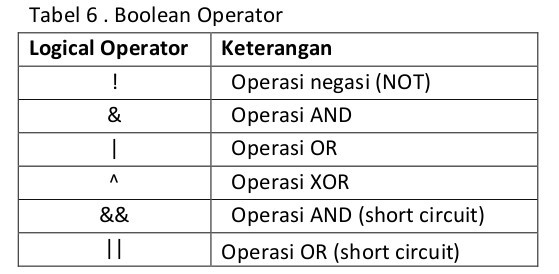 Tabel 6 . Boolean Operator
Logical Operator Keterangan
! Operasi negasi (NOT)
& Operasi AND
| Operasi OR
^ Operasi XOR
&& Operasi AND (short circuit)
|| Operasi OR (short circuit)